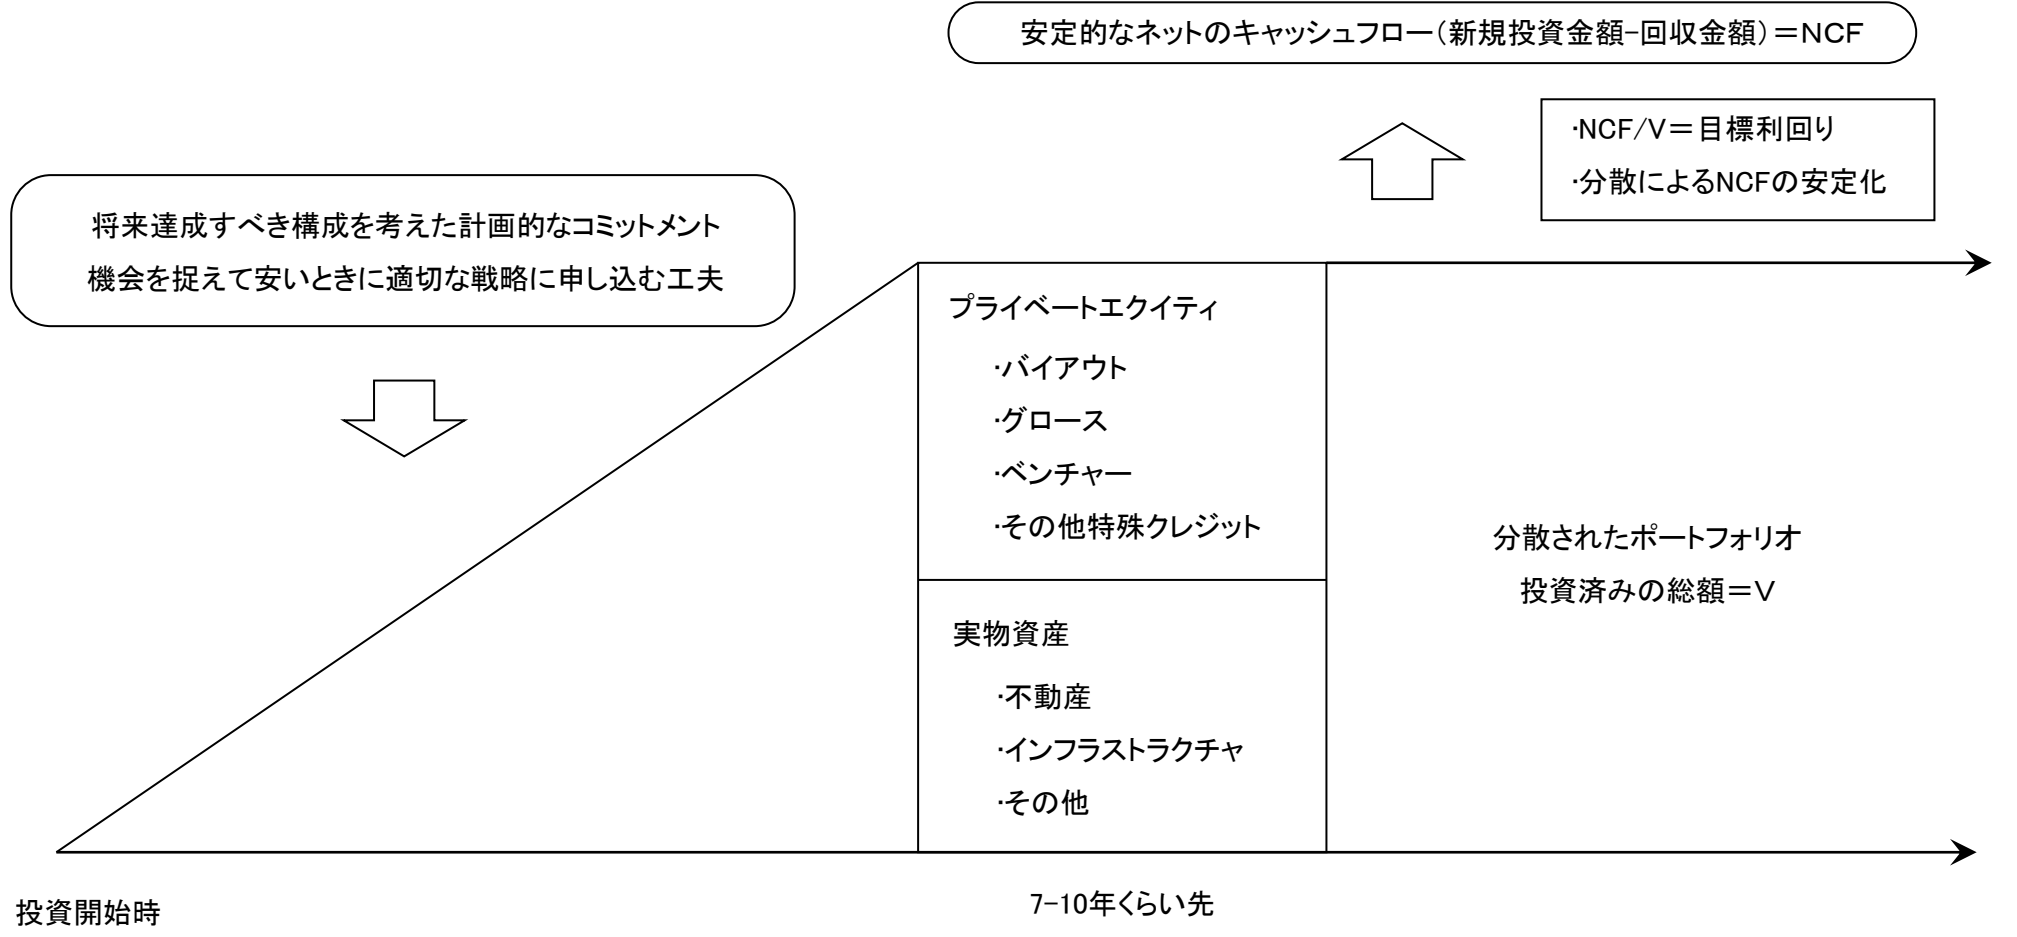 安定的なネットのキャッシュフロー(新規投資金額-回収金額)=NCF
・NCF/V=目標利回り
・分散によるNCFの安定化
将来達成すべき構成を考えた計画的なコミットメント
機会を捉えて安いときに適切な戦略に申し込む工夫
プライベートエクイティ
・バイアウト
・グロース
・ベンチャー
・その他特殊クレジット
実物資産
・不動産
・インフラストラクチャ
・その他
分散されたポートフォリオ
投資済みの総額=V
投資開始時
7-10年くらい先